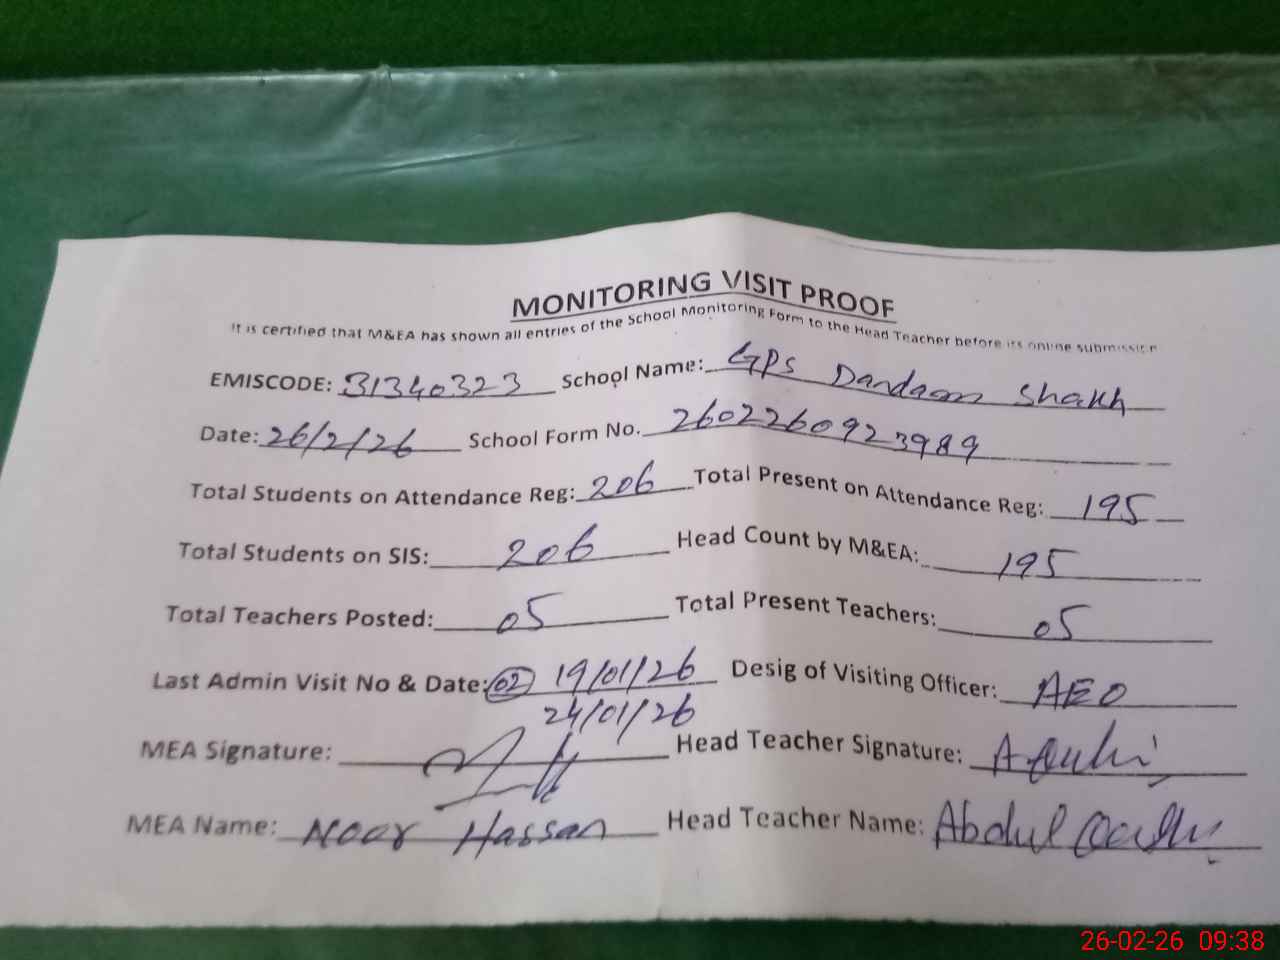 MONITORING VISIT PROOF
It is certified that M&EA has shown all entries of the School Monitoring Form to the Head Teacher before its online submission
EMISCODE: 31340323 School Name: GPS Dandaon Shakh
Date: 26/2/26 School Form No. 2602260923989
Total Students on Attendance Reg: 206 Total Present on Attendance Reg: 195
Total Students on SIS: 206 Head Count by M&EA: 195
Total Teachers Posted: 05 Total Present Teachers: 05
Last Admin Visit No & Date: 02 19/01/26 Desig of Visiting Officer: AEO
24/01/26
MEA Signature: Head Teacher Signature:
MEA Name: Noor Hassan Head Teacher Name: Abdul
26-02-26 09:38